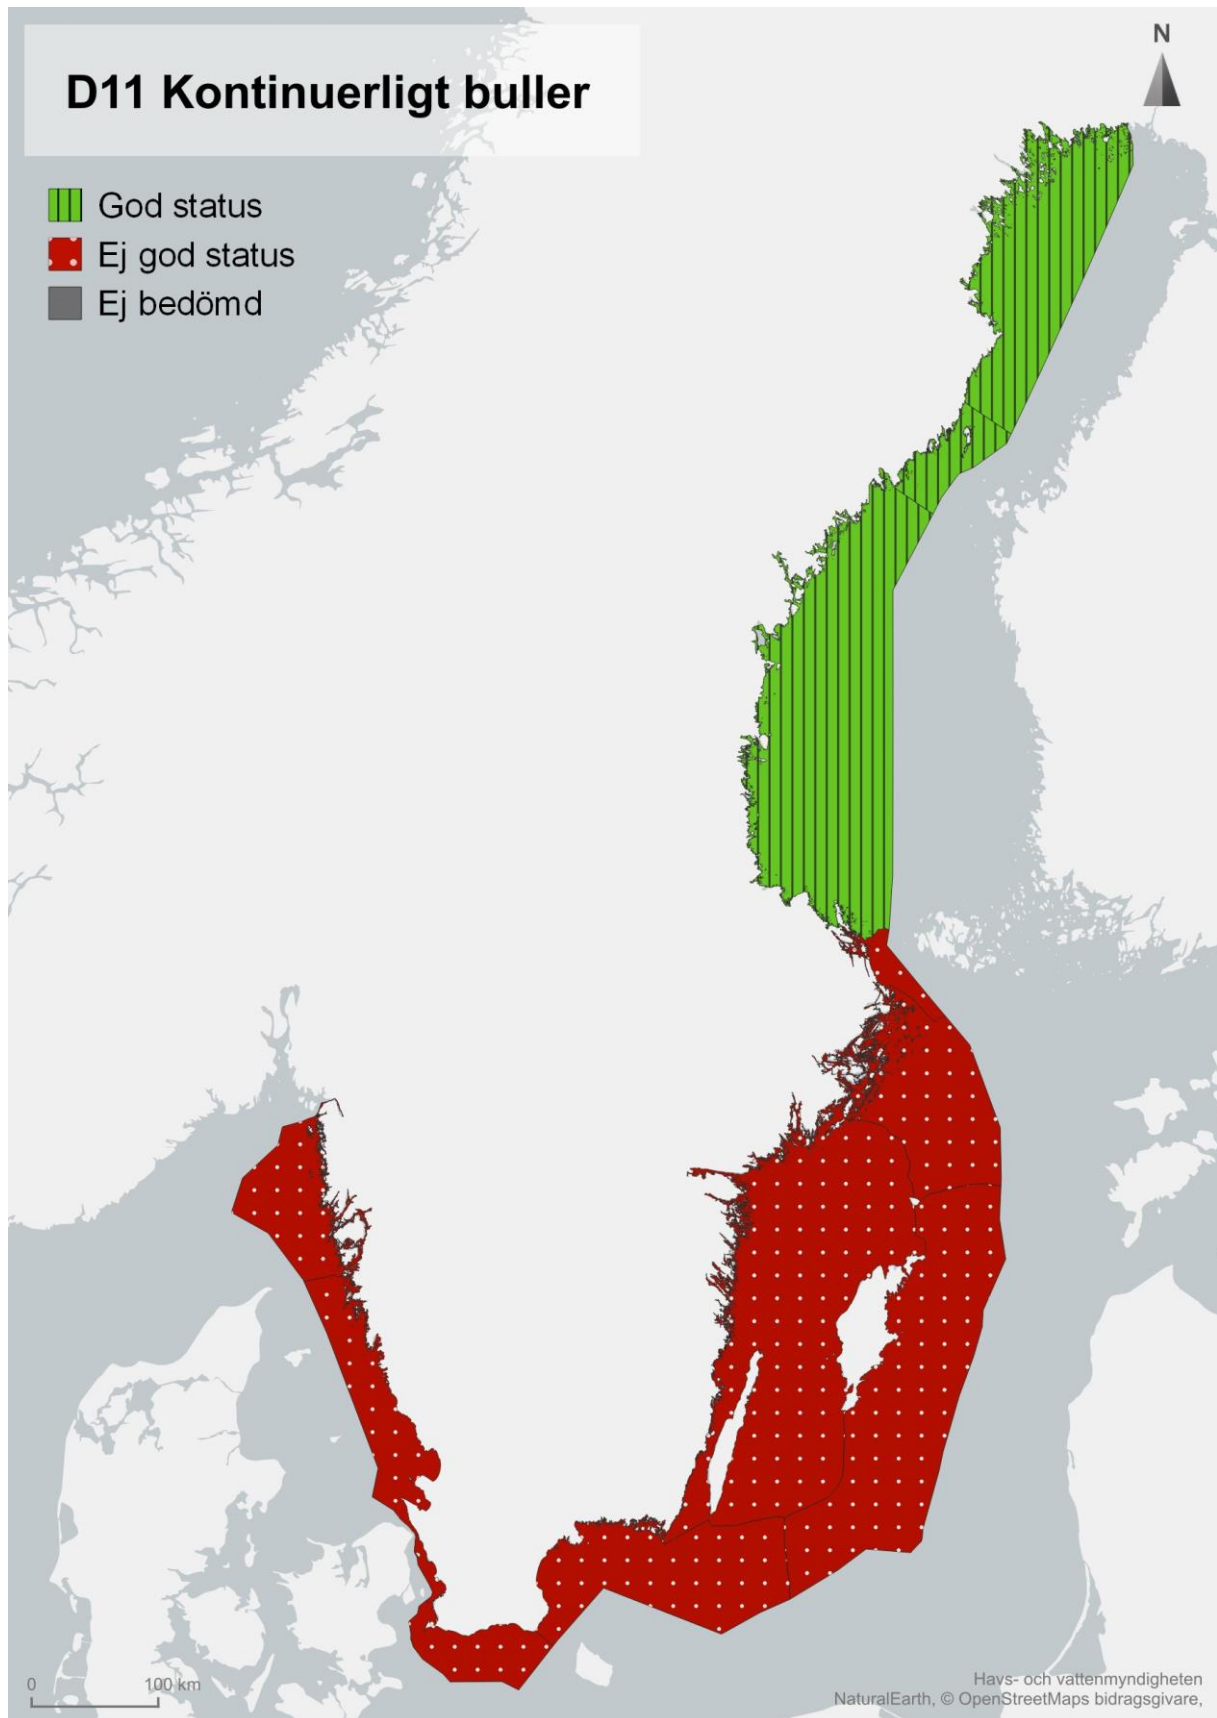 D11 Kontinuerligt buller
N
God status
Ej god status
Ej bedömd
0 100 km
Havs- och vattenmyndigheten
NaturalEarth, © OpenStreetMaps bidragsgivare,